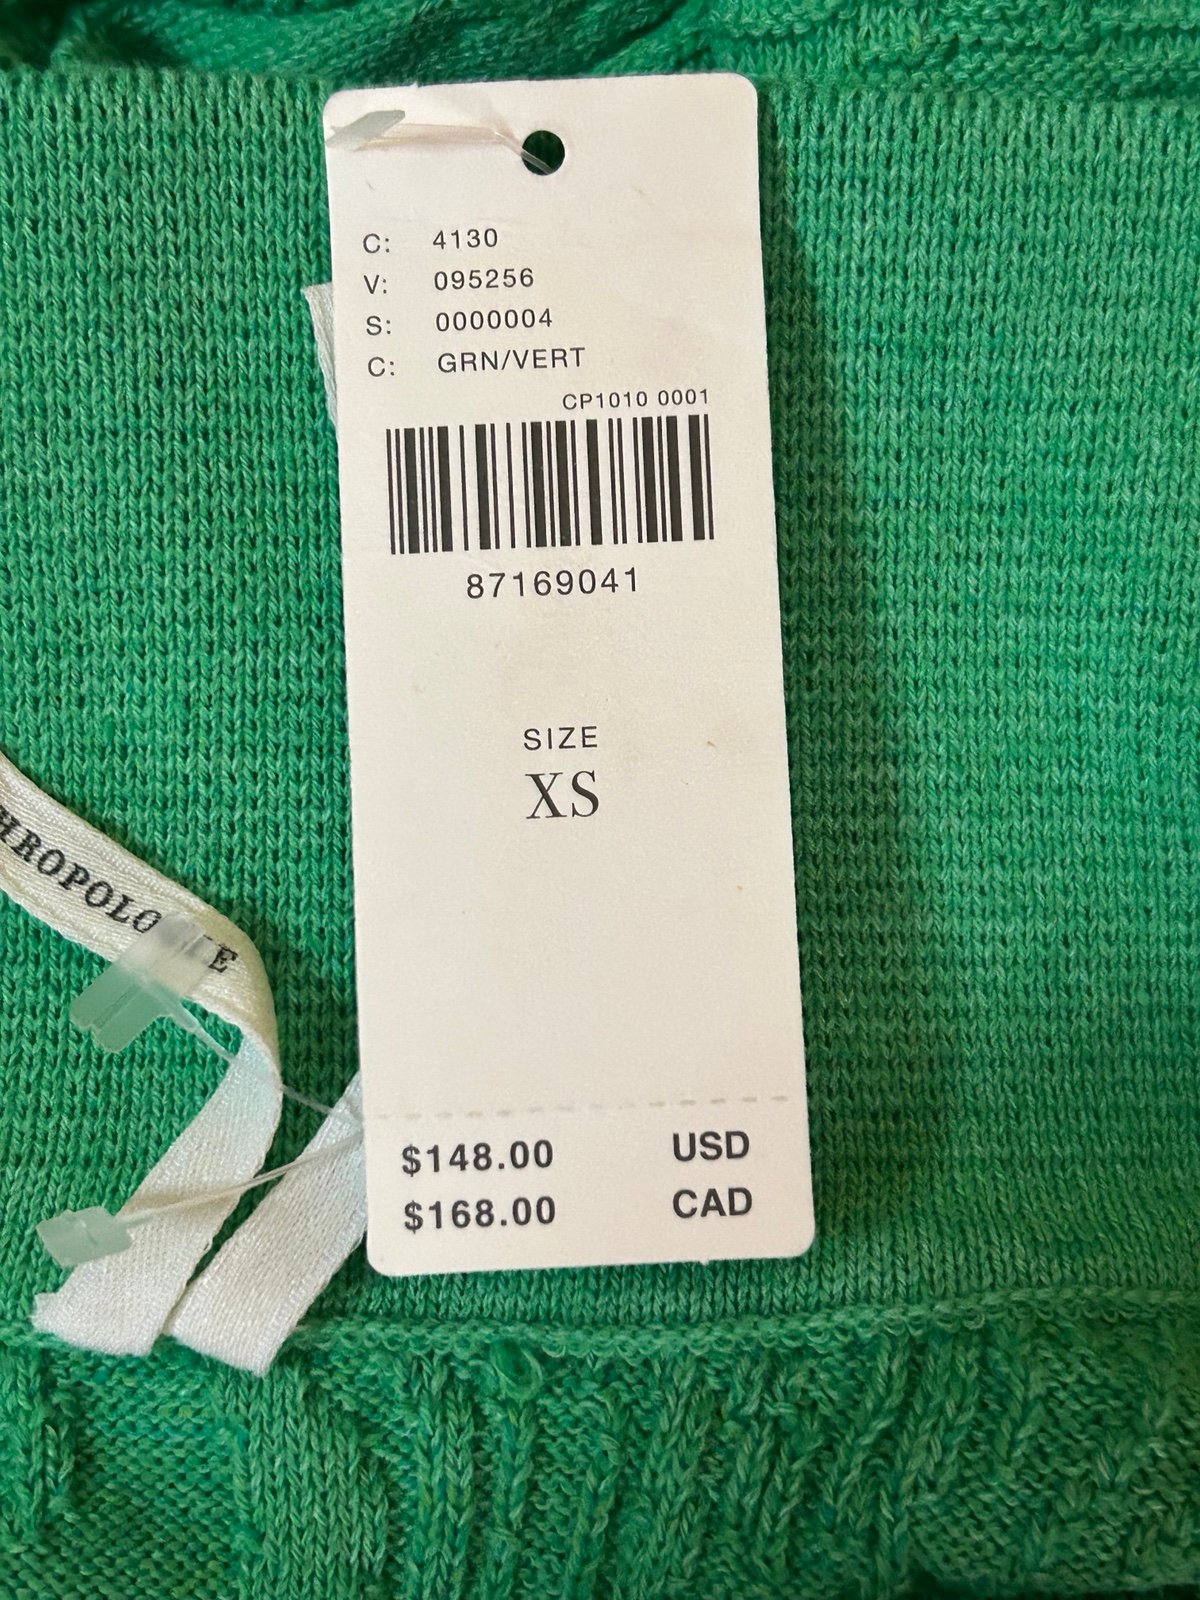 C: 4130
V: 095256
S: 0000004
C: GRN/VERT
CP1010 0001
87169041
SIZE
XS
$148.00 USD
$168.00 CAD